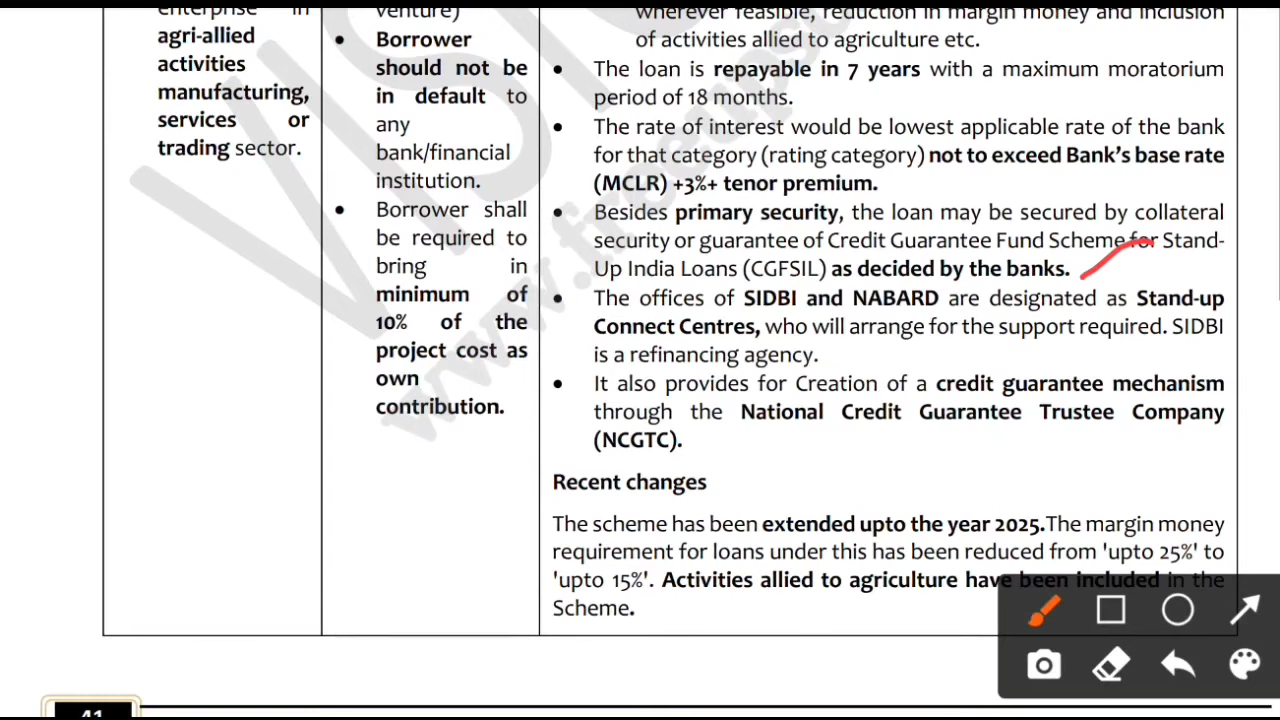 enterprise in
agri-allied
activities
manufacturing,
services or
trading sector.
venture)
• Borrower
should not be
in default to
any
bank/financial
institution.
• Borrower shall
be required to
bring in
minimum of
10% of the
project cost as
own
contribution.
wherever feasible, reduction in margin money and inclusion
of activities allied to agriculture etc.
• The loan is repayable in 7 years with a maximum moratorium
period of 18 months.
• The rate of interest would be lowest applicable rate of the bank
for that category (rating category) not to exceed Bank's base rate
(MCLR) +3%+ tenor premium.
• Besides primary security, the loan may be secured by collateral
security or guarantee of Credit Guarantee Fund Scheme for Stand-
Up India Loans (CGFSIL) as decided by the banks.
• The offices of SIDBI and NABARD are designated as Stand-up
Connect Centres, who will arrange for the support required. SIDBI
is a refinancing agency.
• It also provides for Creation of a credit guarantee mechanism
through the National Credit Guarantee Trustee Company
(NCGTC).
Recent changes
The scheme has been extended upto the year 2025.The margin money
requirement for loans under this has been reduced from 'upto 25%' to
'upto 15%'. Activities allied to agriculture have been included in the
Scheme.
41